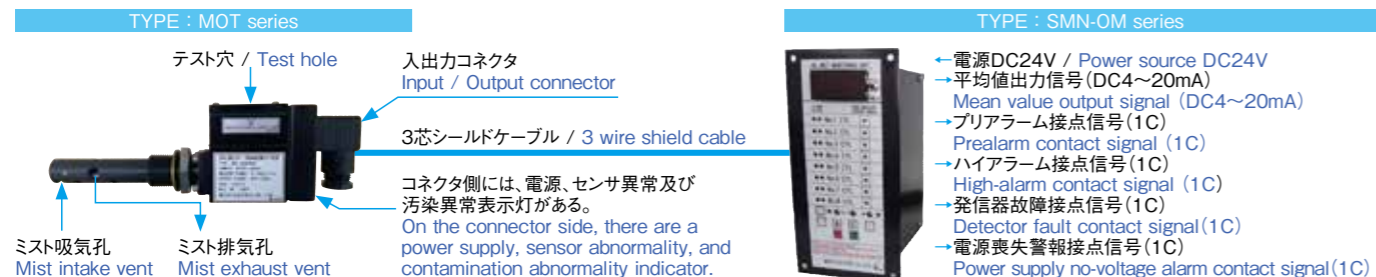 TYPE：MOT series
テスト穴 / Test hole
入出力コネクタ
Input / Output connector
3芯シールドケーブル / 3 wire shield cable
コネクタ側には、電源、センサ異常及び
汚染異常表示灯がある。
On the connector side, there are a
power supply, sensor abnormality, and
contamination abnormality indicator.
ミスト吸気孔
Mist intake vent
ミスト排気孔
Mist exhaust vent
TYPE：SMN-OM series
←電源DC24V / Power source DC24V
→平均値出力信号(DC4～20mA)
Mean value output signal（DC4～20mA）
→プリアラーム接点信号(1C)
Prealarm contact signal（1C）
→ハイアラーム接点信号(1C)
High-alarm contact signal（1C）
→発信器故障接点信号(1C)
Detector fault contact signal(1C)
→電源喪失警報接点信号(1C)
Power supply no-voltage alarm contact signal(1C)